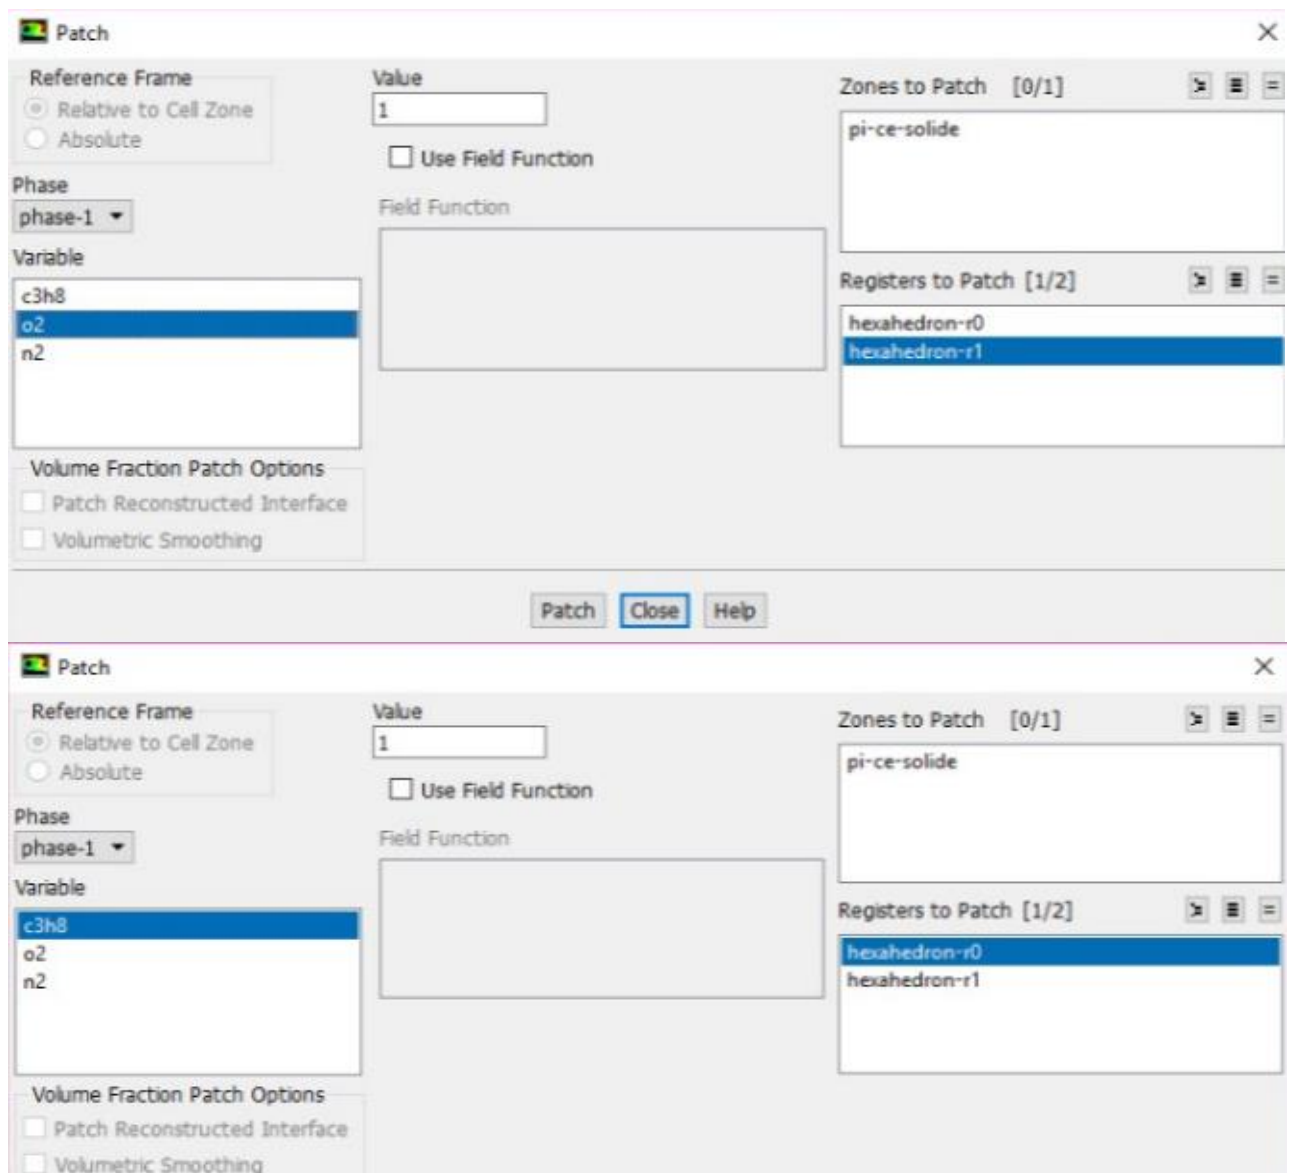 Patch
Reference Frame
Relative to Cell Zone
Absolute
Phase
phase-1
Variable
c3h8
o2
n2
Volume Fraction Patch Options
Patch Reconstructed Interface
Volumetric Smoothing
Value
1
Use Field Function
Field Function
Zones to Patch [0/1]
pi-ce-solide
Registers to Patch [1/2]
hexahedron-r0
hexahedron-r1
Patch Close Help
Patch
Reference Frame
Relative to Cell Zone
Absolute
Phase
phase-1
Variable
c3h8
o2
n2
Volume Fraction Patch Options
Patch Reconstructed Interface
Volumetric Smoothing
Value
1
Use Field Function
Field Function
Zones to Patch [0/1]
pi-ce-solide
Registers to Patch [1/2]
hexahedron-r0
hexahedron-r1